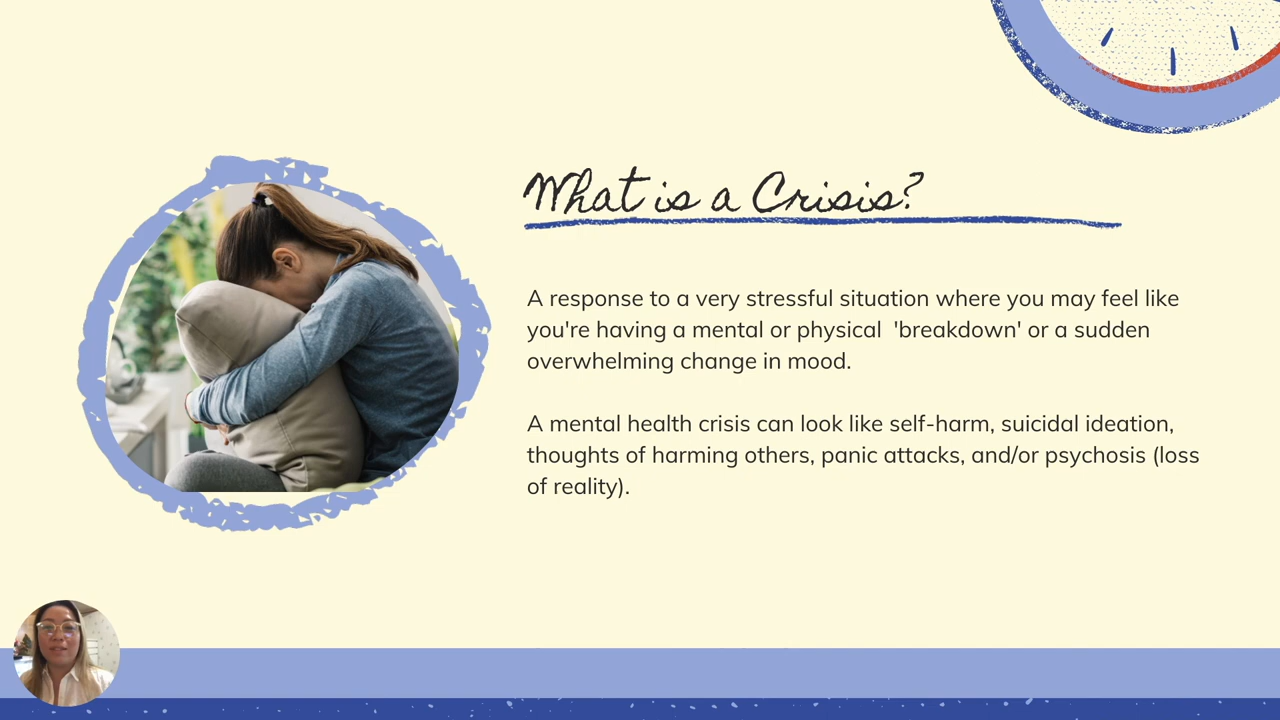 What is a Crisis?
A response to a very stressful situation where you may feel like
you're having a mental or physical  'breakdown' or a sudden
overwhelming change in mood.
A mental health crisis can look like self-harm, suicidal ideation,
thoughts of harming others, panic attacks, and/or psychosis (loss
of reality).